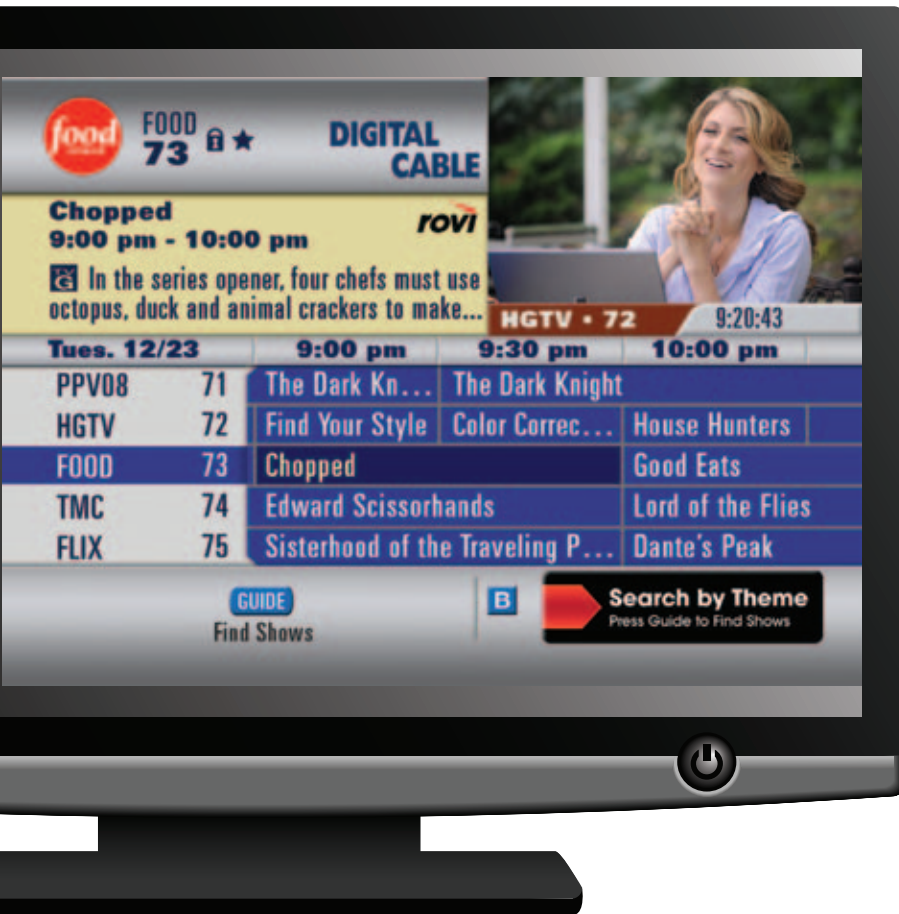 food
FOOD
73
DIGITAL
CABLE
Chopped
9:00 pm - 10:00 pm
rovi
TV G In the series opener, four chefs must use
octopus, duck and animal crackers to make...
HGTV • 72
9:20:43
Tues. 12/23 9:00 pm 9:30 pm 10:00 pm
PPV08 71 The Dark Kn... The Dark Knight
HGTV 72 Find Your Style Color Correc... House Hunters
FOOD 73 Chopped Good Eats
TMC 74 Edward Scissorhands Lord of the Flies
FLIX 75 Sisterhood of the Traveling P... Dante's Peak
GUIDE
Find Shows
B
Search by Theme
Press Guide to Find Shows